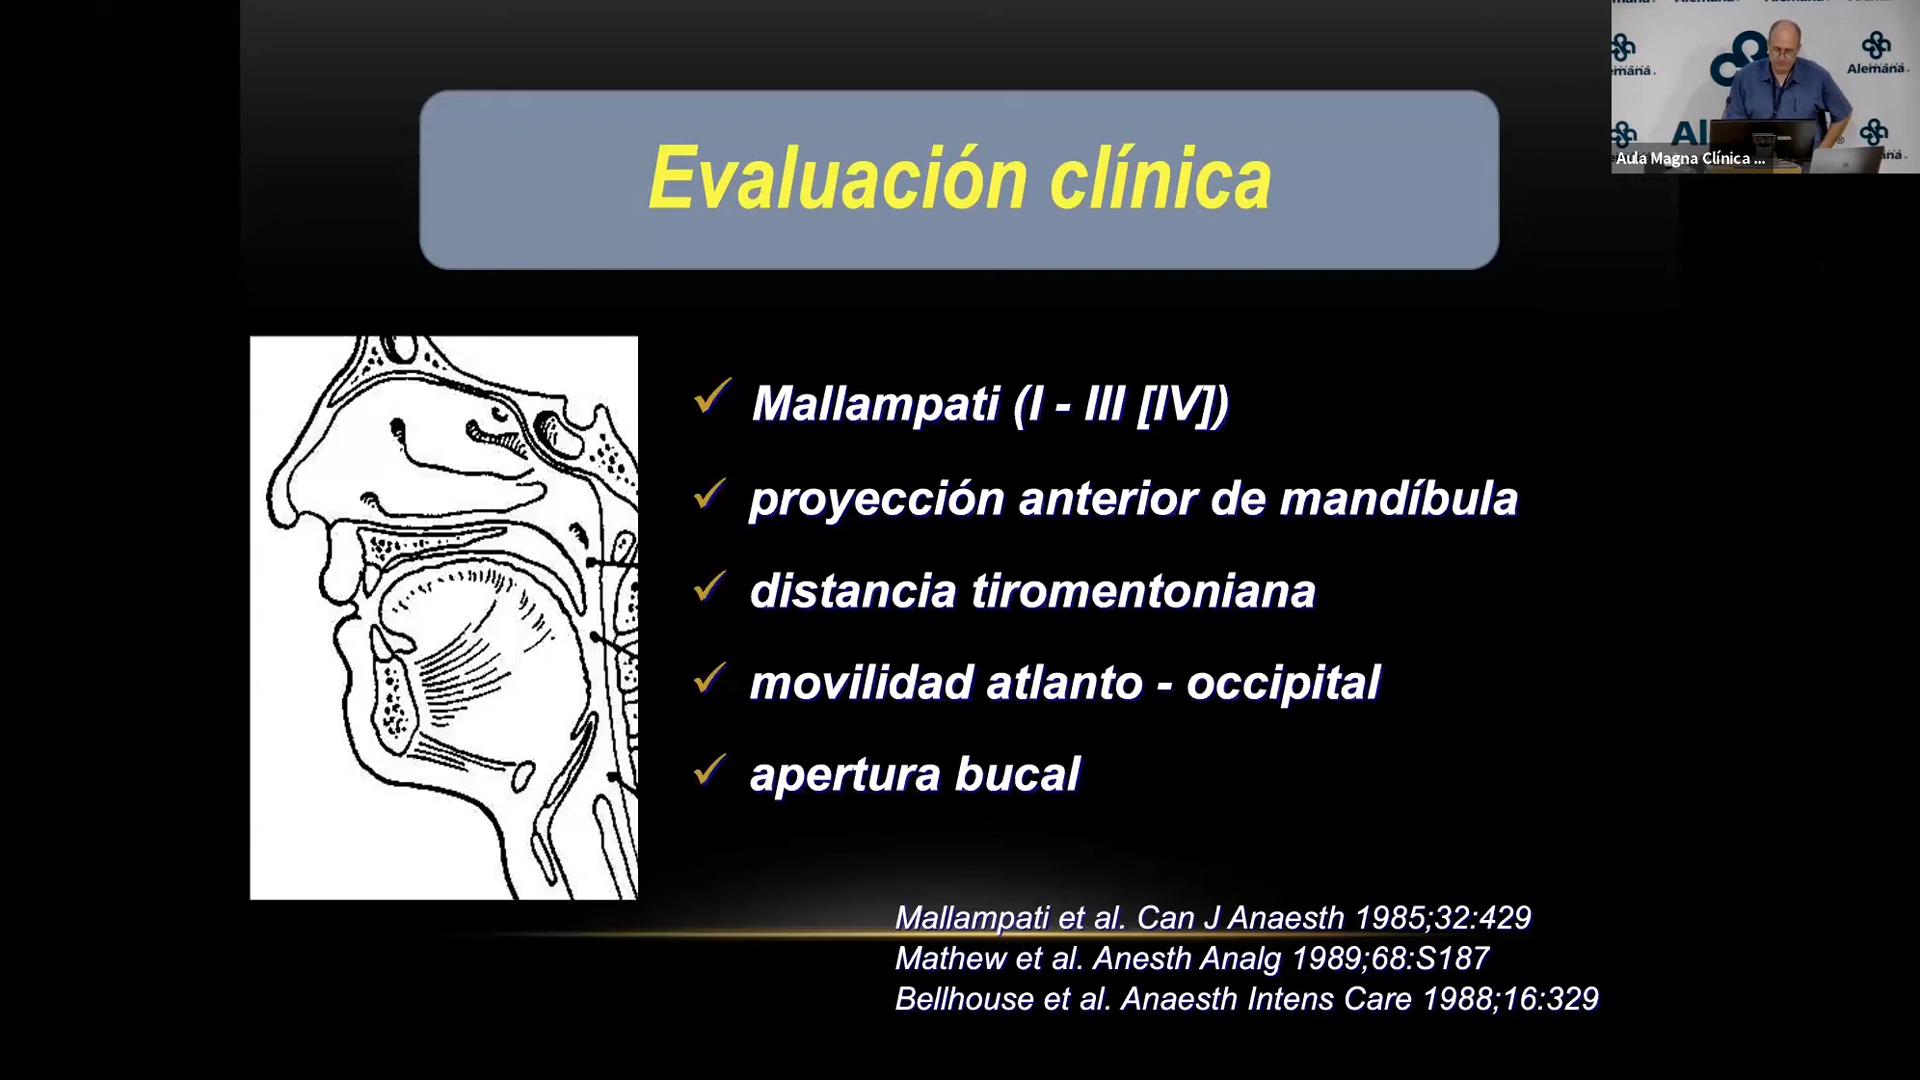 Evaluación clínica
Mallampati (I - III [IV])
proyección anterior de mandíbula
distancia tiromentoniana
movilidad atlanto - occipital
apertura bucal
Mallampati et al. Can J Anaesth 1985;32:429
Mathew et al. Anesth Analg 1989;68:S187
Bellhouse et al. Anaesth Intens Care 1988;16:329
Alemana
Aula Magna Clínica ...